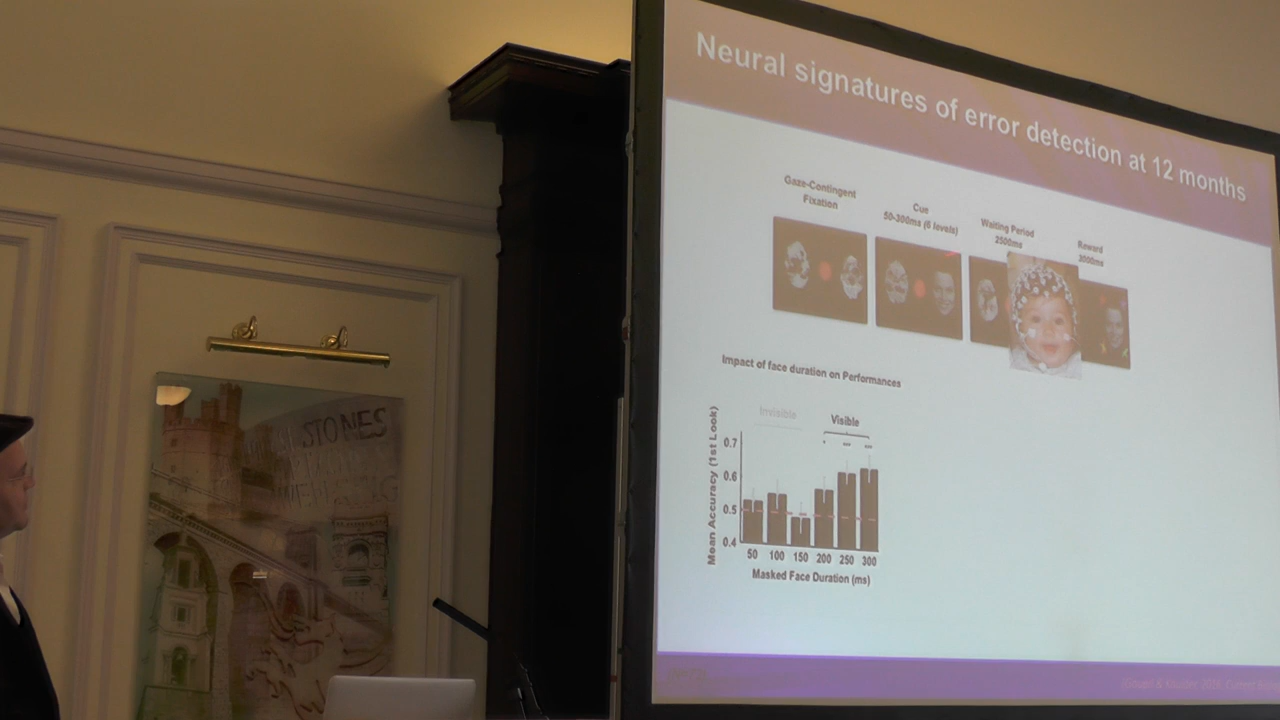 Neural signatures of error detection at 12 months
Gaze-Contingent
Fixation
Cue
50-300ms (6 levels)
Waiting Period
2500ms
Reward
3000ms
Impact of face duration on Performances
Invisible
Visible
Mean Accuracy (1st Look)
0.7
0.6
0.5
0.4
50 100 150 200 250 300
Masked Face Duration (ms)
STONES